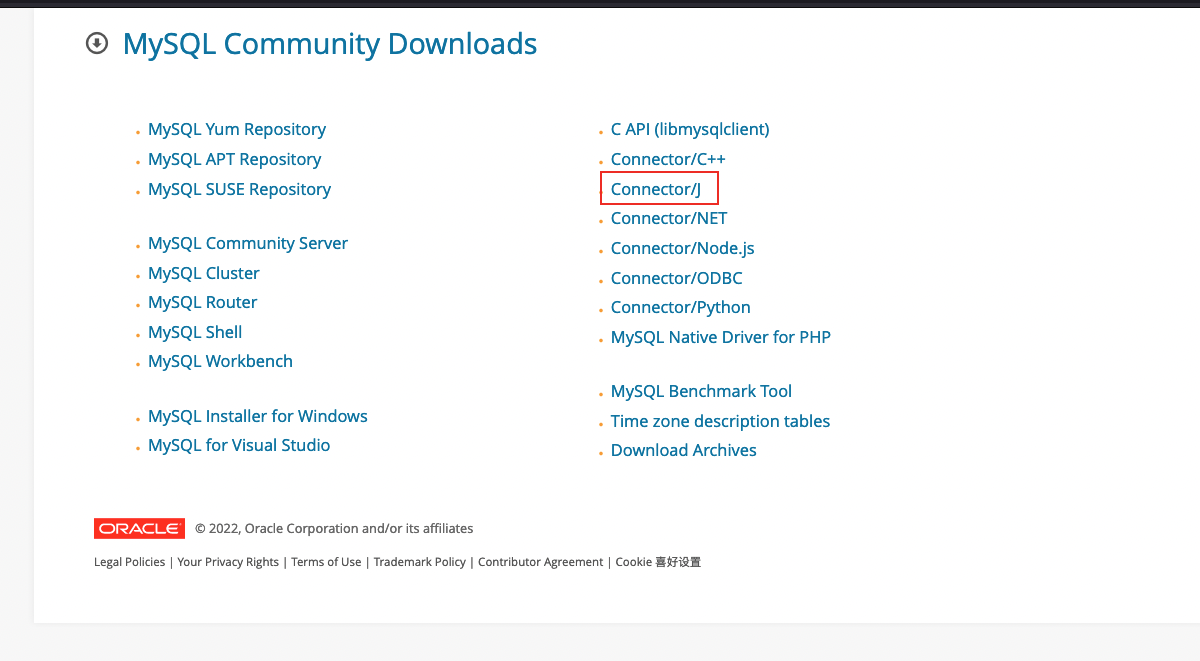 MySQL Community Downloads
MySQL Yum Repository
MySQL APT Repository
MySQL SUSE Repository
MySQL Community Server
MySQL Cluster
MySQL Router
MySQL Shell
MySQL Workbench
MySQL Installer for Windows
MySQL for Visual Studio
C API (libmysqlclient)
Connector/C++
Connector/J
Connector/NET
Connector/Node.js
Connector/ODBC
Connector/Python
MySQL Native Driver for PHP
MySQL Benchmark Tool
Time zone description tables
Download Archives
ORACLE © 2022, Oracle Corporation and/or its affiliates
Legal Policies | Your Privacy Rights | Terms of Use | Trademark Policy | Contributor Agreement | Cookie 喜好设置